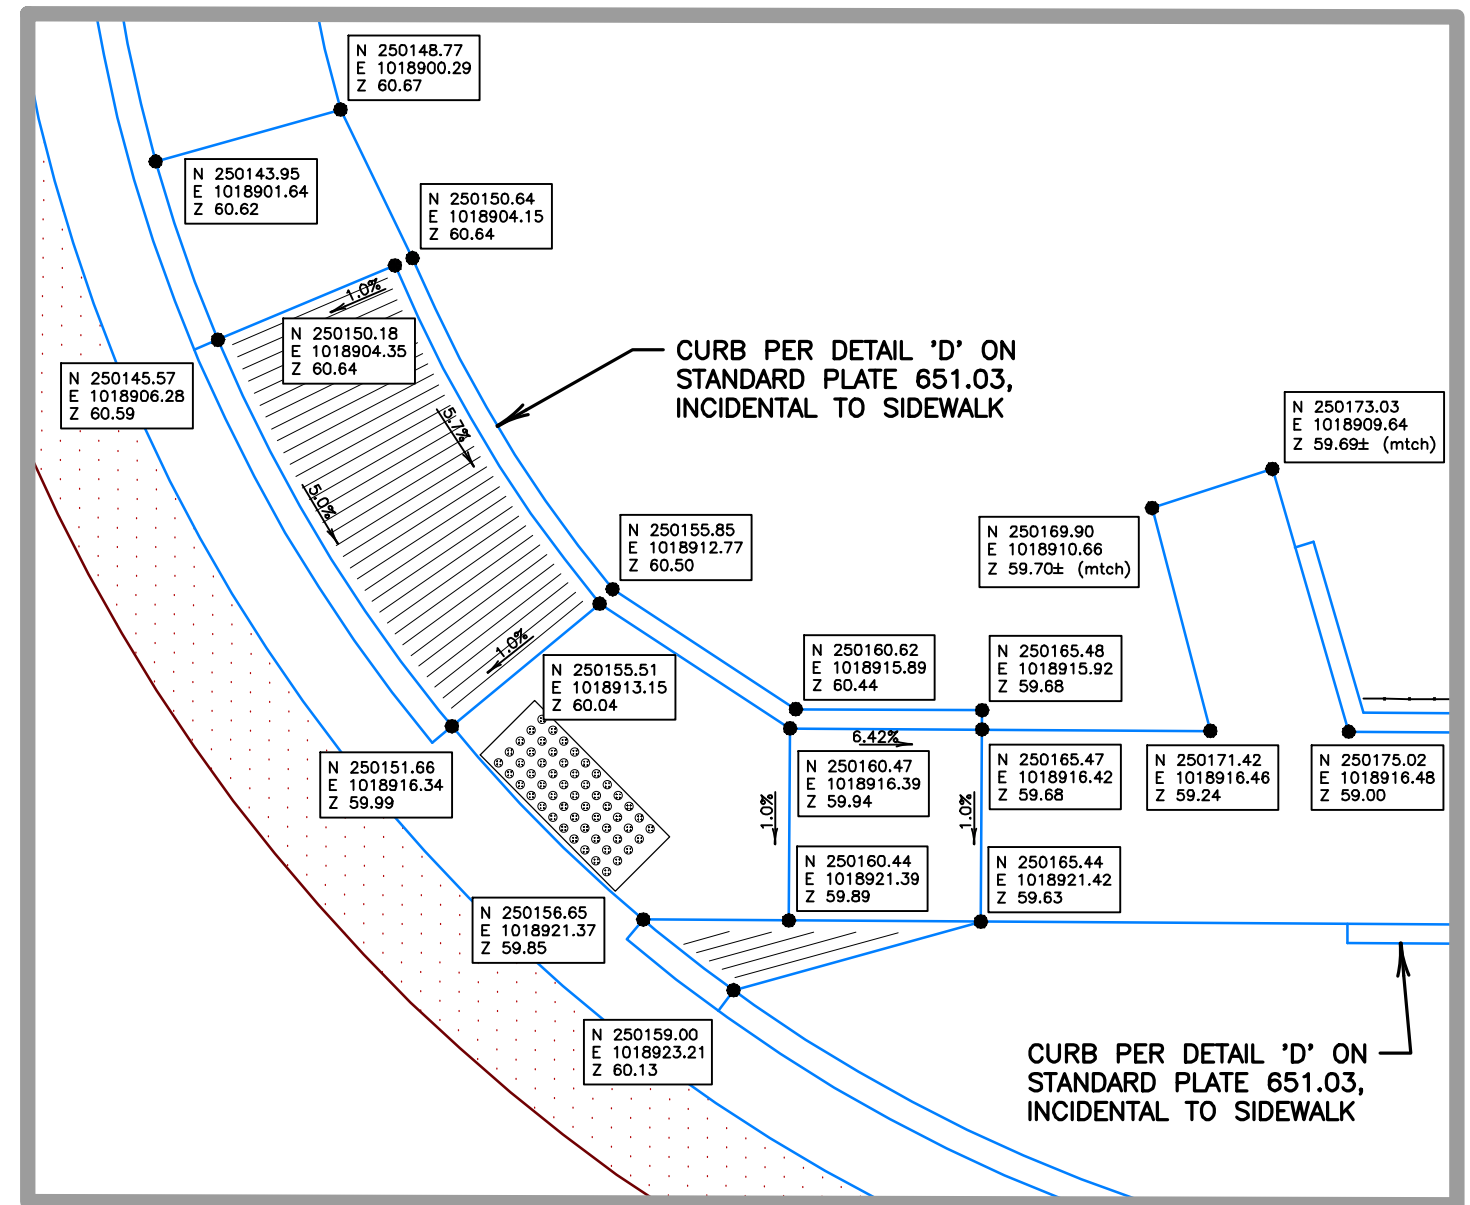 N 250148.77
E 1018900.29
Z 60.67
N 250143.95
E 1018901.64
Z 60.62
N 250150.64
E 1018904.15
Z 60.64
1.0%
N 250150.18
E 1018904.35
Z 60.64
CURB PER DETAIL 'D' ON
STANDARD PLATE 651.03,
INCIDENTAL TO SIDEWALK
N 250145.57
E 1018906.28
Z 60.59
5.7%
N 250173.03
E 1018909.64
Z 59.69± (mtch)
5.0%
N 250155.85
E 1018912.77
Z 60.50
N 250169.90
E 1018910.66
Z 59.70± (mtch)
1.0%
N 250155.51
E 1018913.15
Z 60.04
N 250160.62
E 1018915.89
Z 60.44
N 250165.48
E 1018915.92
Z 59.68
6.42%
N 250151.66
E 1018916.34
Z 59.99
1.0%
N 250160.47
E 1018916.39
Z 59.94
1.0%
N 250165.47
E 1018916.42
Z 59.68
N 250171.42
E 1018916.46
Z 59.24
N 250175.02
E 1018916.48
Z 59.00
N 250160.44
E 1018921.39
Z 59.89
N 250165.44
E 1018921.42
Z 59.63
N 250156.65
E 1018921.37
Z 59.85
N 250159.00
E 1018923.21
Z 60.13
CURB PER DETAIL 'D' ON
STANDARD PLATE 651.03,
INCIDENTAL TO SIDEWALK